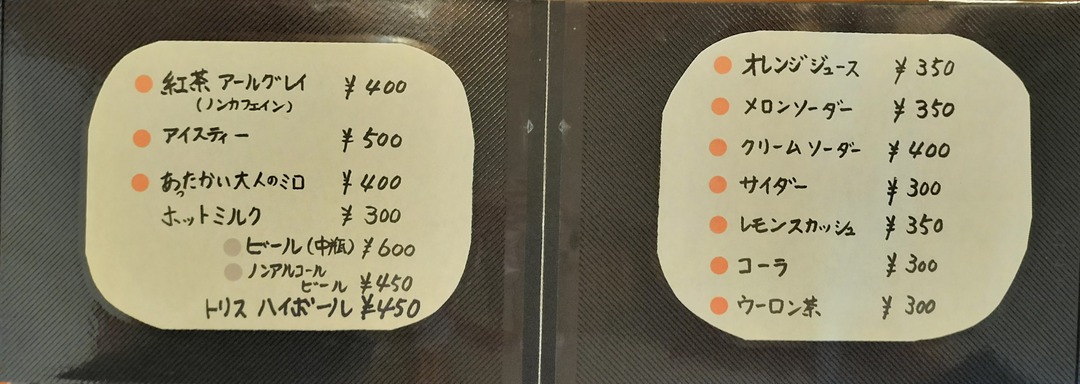 紅茶 アールグレイ ¥400
(ノンカフェイン)
アイスティー ¥500
あったかい大人のミロ ¥400
ホットミルク ¥300
ビール(中瓶) ¥600
ノンアルコール
ビール ¥450
トリス ハイボール ¥450
オレンジジュース ¥350
メロンソーダー ¥350
クリームソーダー ¥400
サイダー ¥300
レモンスカッシュ ¥350
コーラ ¥300
ウーロン茶 ¥300